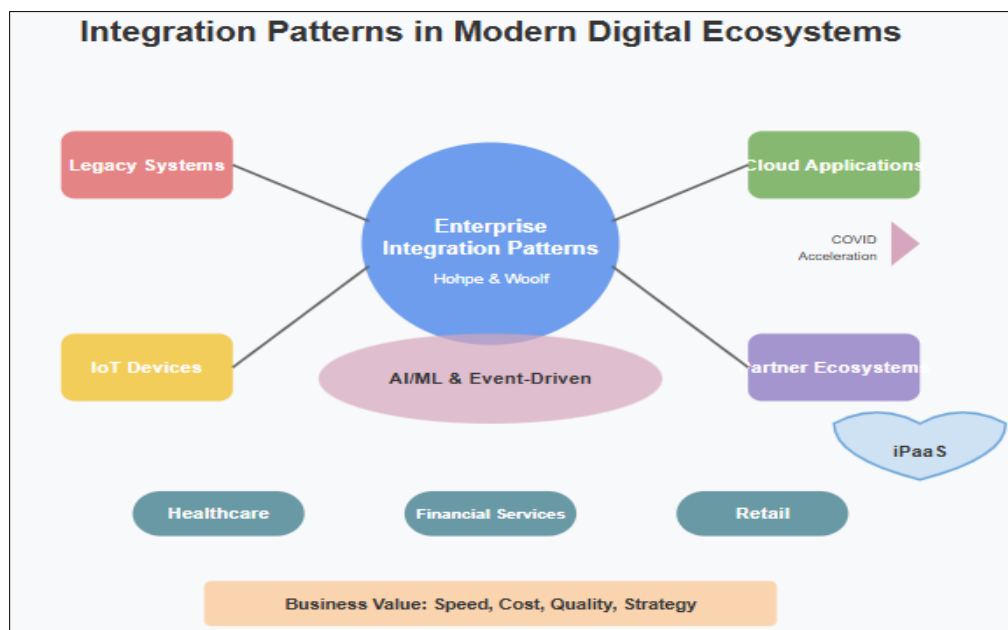 Integration Patterns in Modern Digital Ecosystems
Legacy Systems
Cloud Applications
Enterprise
Integration Patterns
Hohpe & Woolf
COVID
Acceleration
IoT Devices
AI/ML & Event-Driven
Partner Ecosystems
iPaaS
Healthcare
Financial Services
Retail
Business Value: Speed, Cost, Quality, Strategy